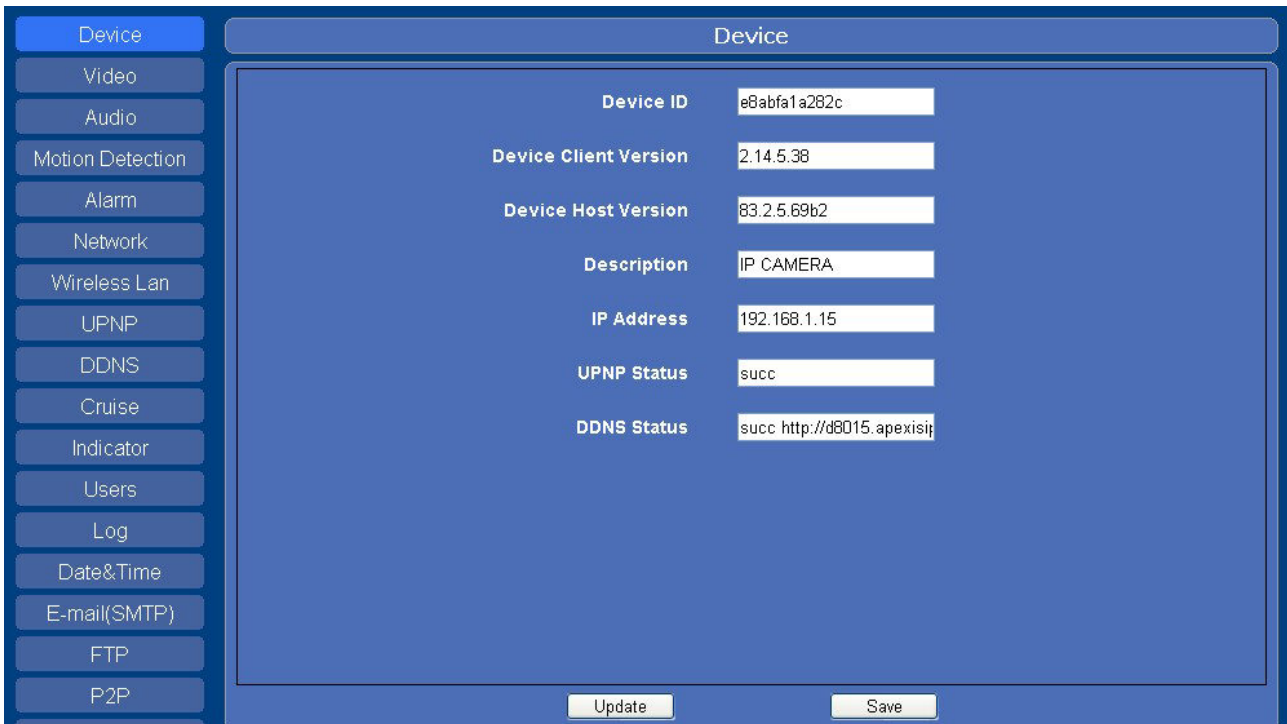 Device
Video
Audio
Motion Detection
Alarm
Network
Wireless Lan
UPNP
DDNS
Cruise
Indicator
Users
Log
Date&Time
E-mail(SMTP)
FTP
P2P
Device
Device ID e8abfa1a282c
Device Client Version 2.14.5.38
Device Host Version 83.2.5.69b2
Description IP CAMERA
IP Address 192.168.1.15
UPNP Status succ
DDNS Status succ http://d8015.apexisip
Update Save